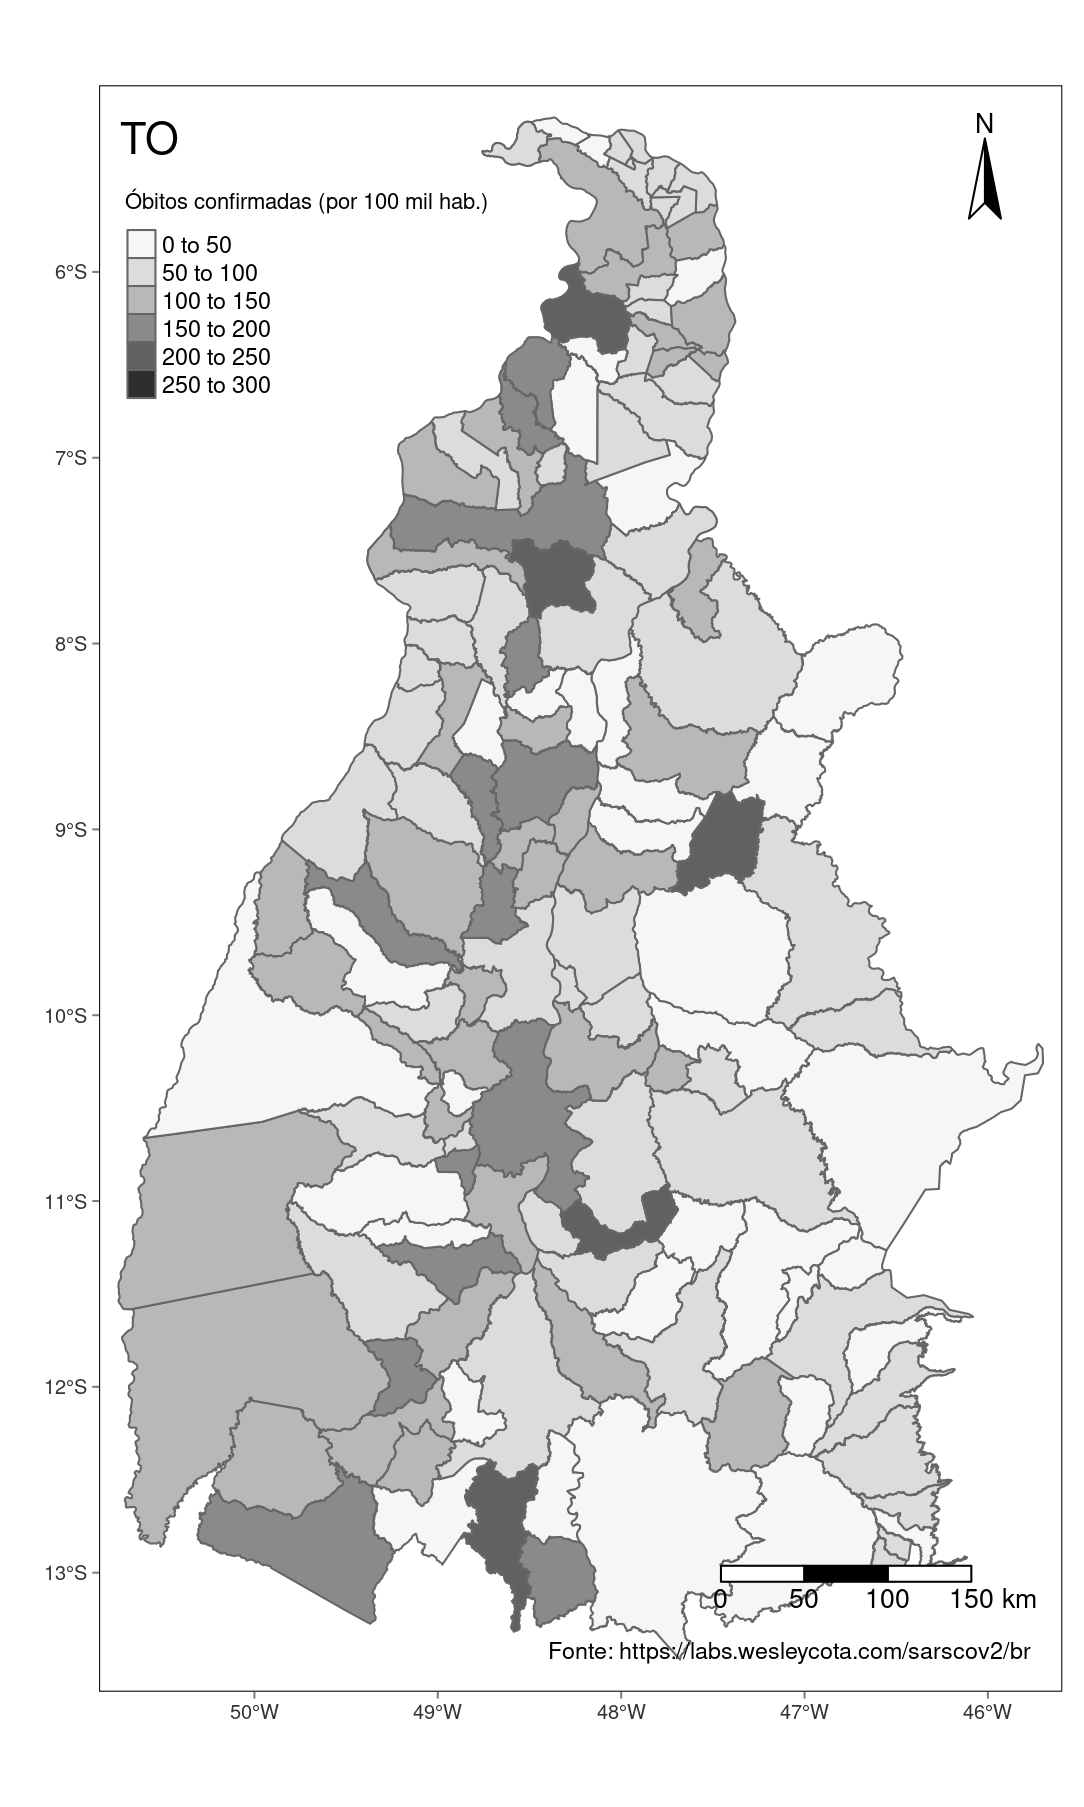 TO
N
Óbitos confirmadas (por 100 mil hab.)
0 to 50
50 to 100
100 to 150
150 to 200
200 to 250
250 to 300
6°S
7°S
8°S
9°S
10°S
11°S
12°S
13°S
0 50 100 150 km
Fonte: https://labs.wesleycota.com/sarscov2/br
50°W 49°W 48°W 47°W 46°W